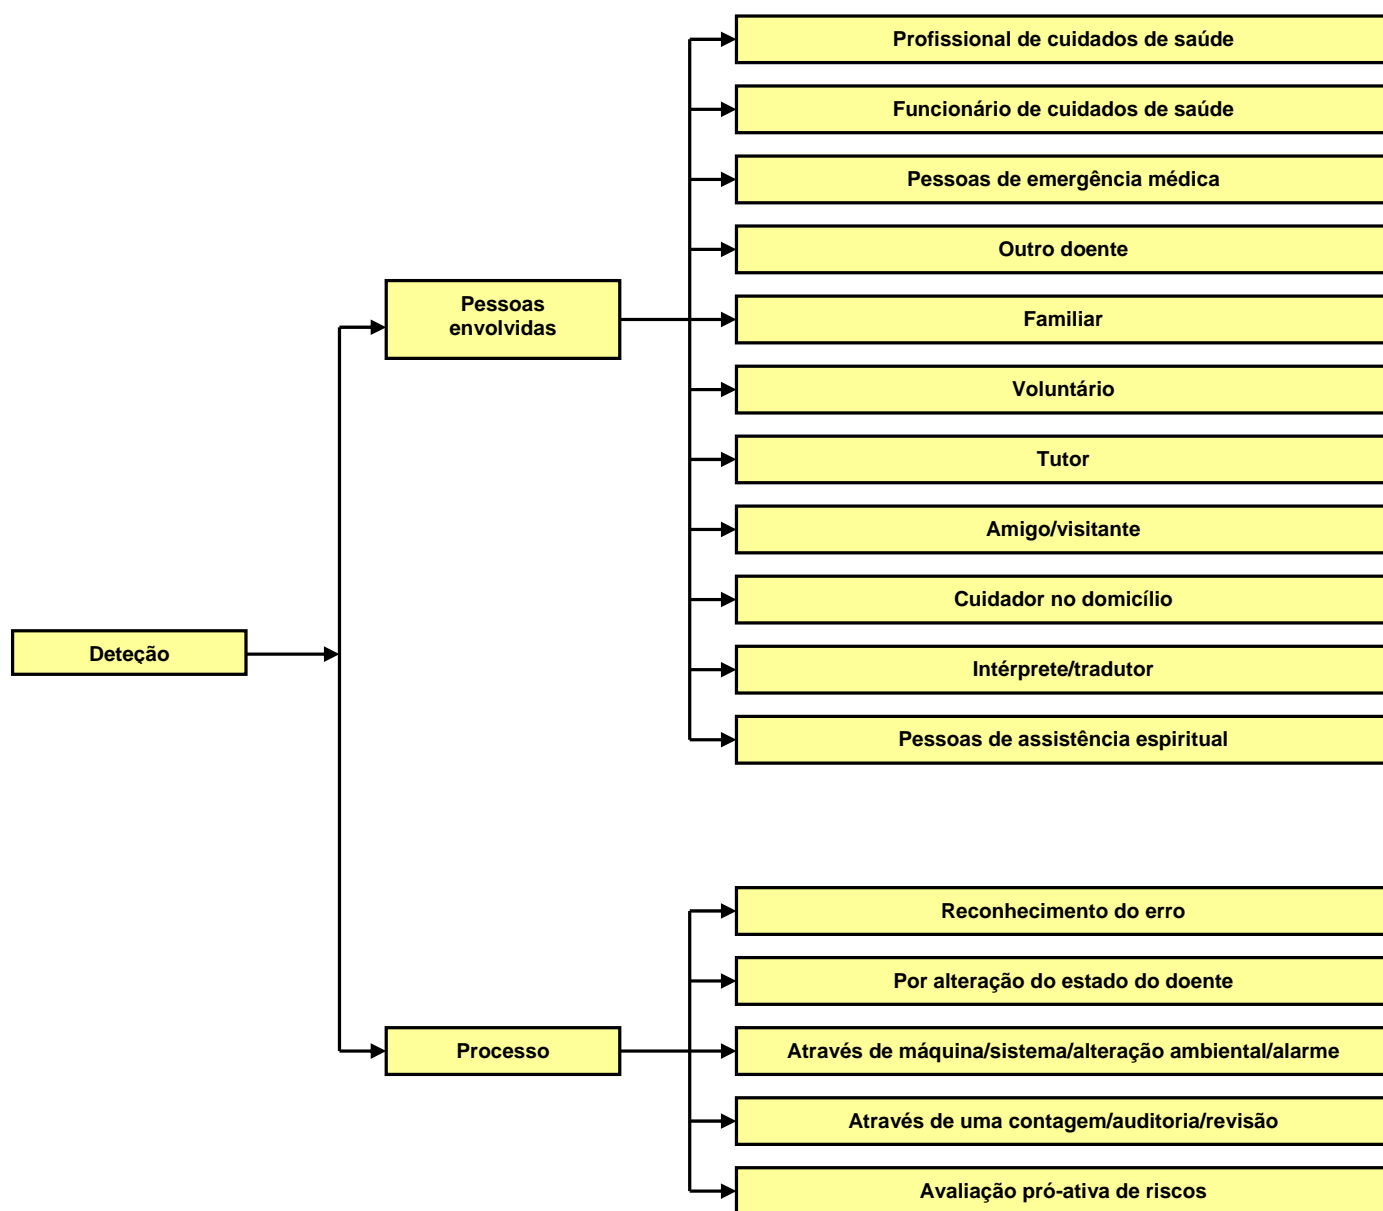 Profissional de cuidados de saúde
Funcionário de cuidados de saúde
Pessoas de emergência médica
Outro doente
Pessoas
envolvidas
Familiar
Voluntário
Tutor
Amigo/visitante
Cuidador no domicílio
Deteção
Intérprete/tradutor
Pessoas de assistência espiritual
Reconhecimento do erro
Por alteração do estado do doente
Processo
Através de máquina/sistema/alteração ambiental/alarme
Através de uma contagem/auditoria/revisão
Avaliação pró-ativa de riscos